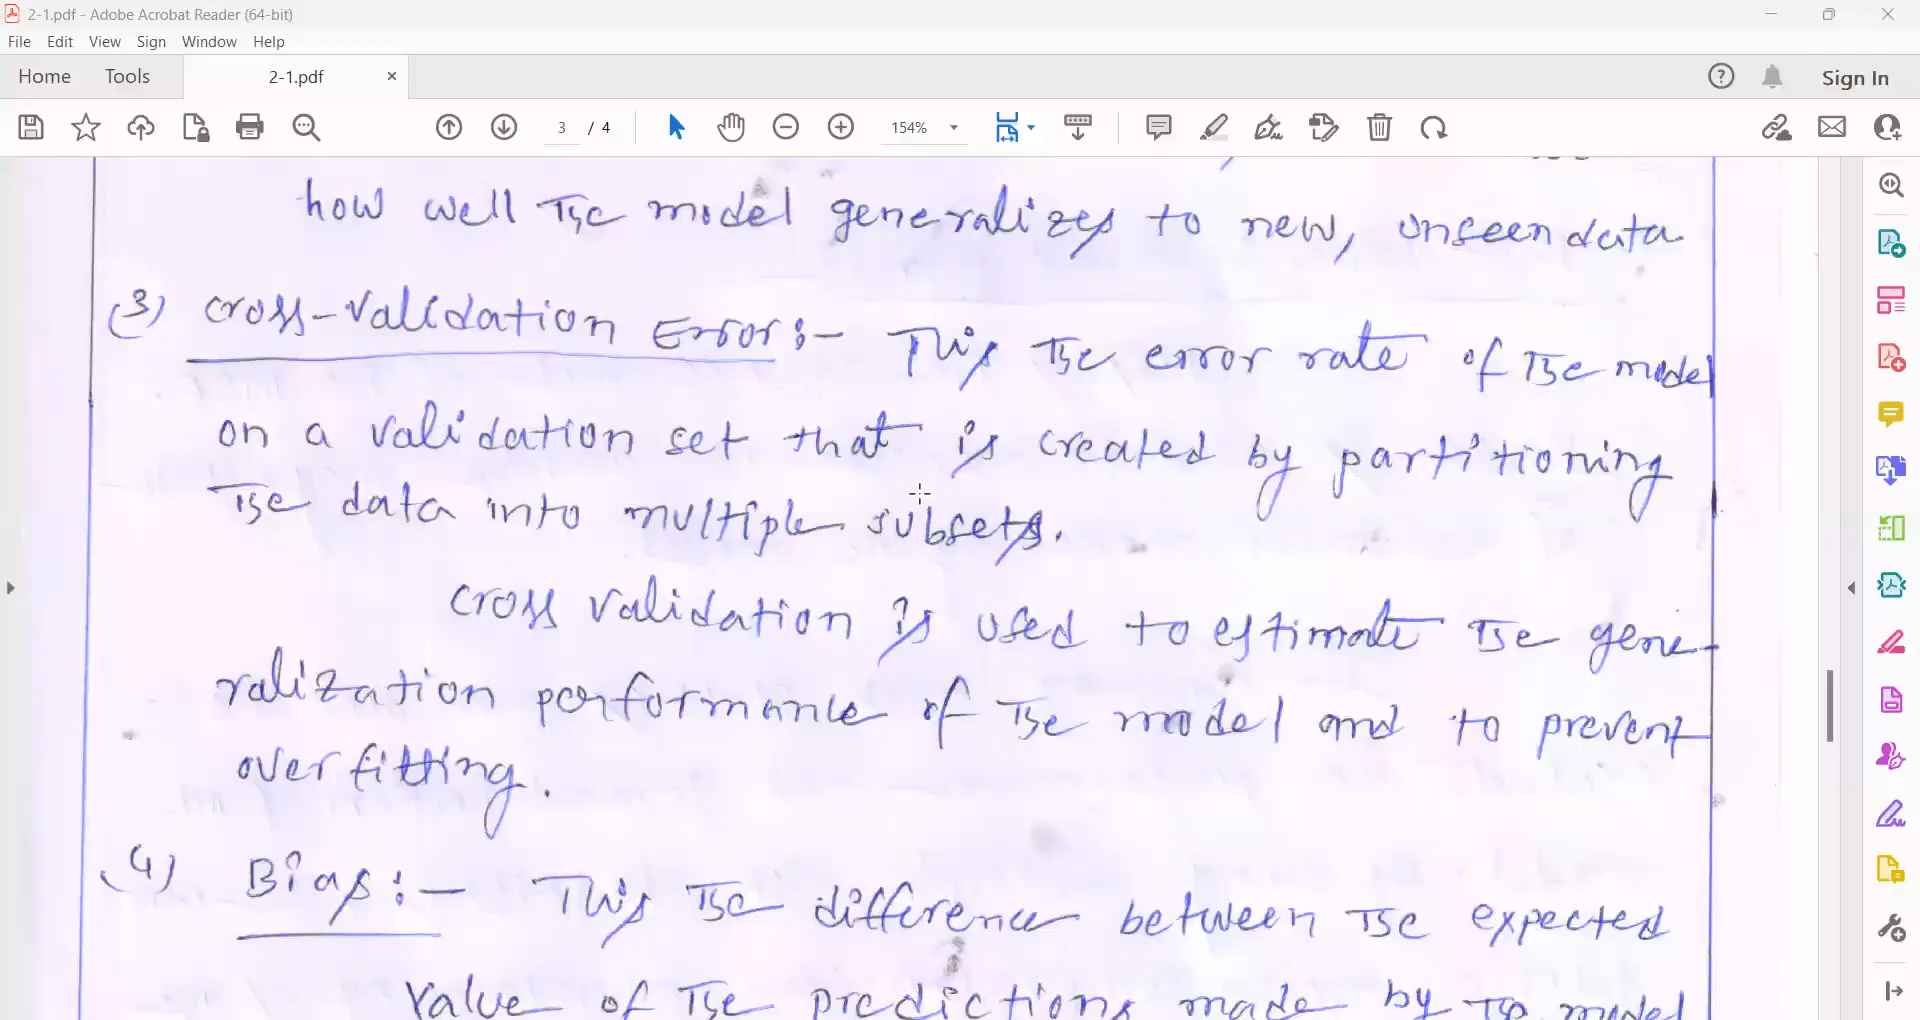 2-1.pdf - Adobe Acrobat Reader (64-bit)
File Edit View Sign Window Help
Home Tools 2-1.pdf × Sign In
3 / 4 154%
how well The model generalizes to new, unseen data
(3) Cross-Validation Error:- This The error rate of The model
on a validation set that is created by partitioning
The data into multiple subsets.
cross validation is used to estimate The gene-
ralization performance of The model and to prevent
overfitting.
(4) Bias:- This The difference between The expected
Value of The predictions made by The model